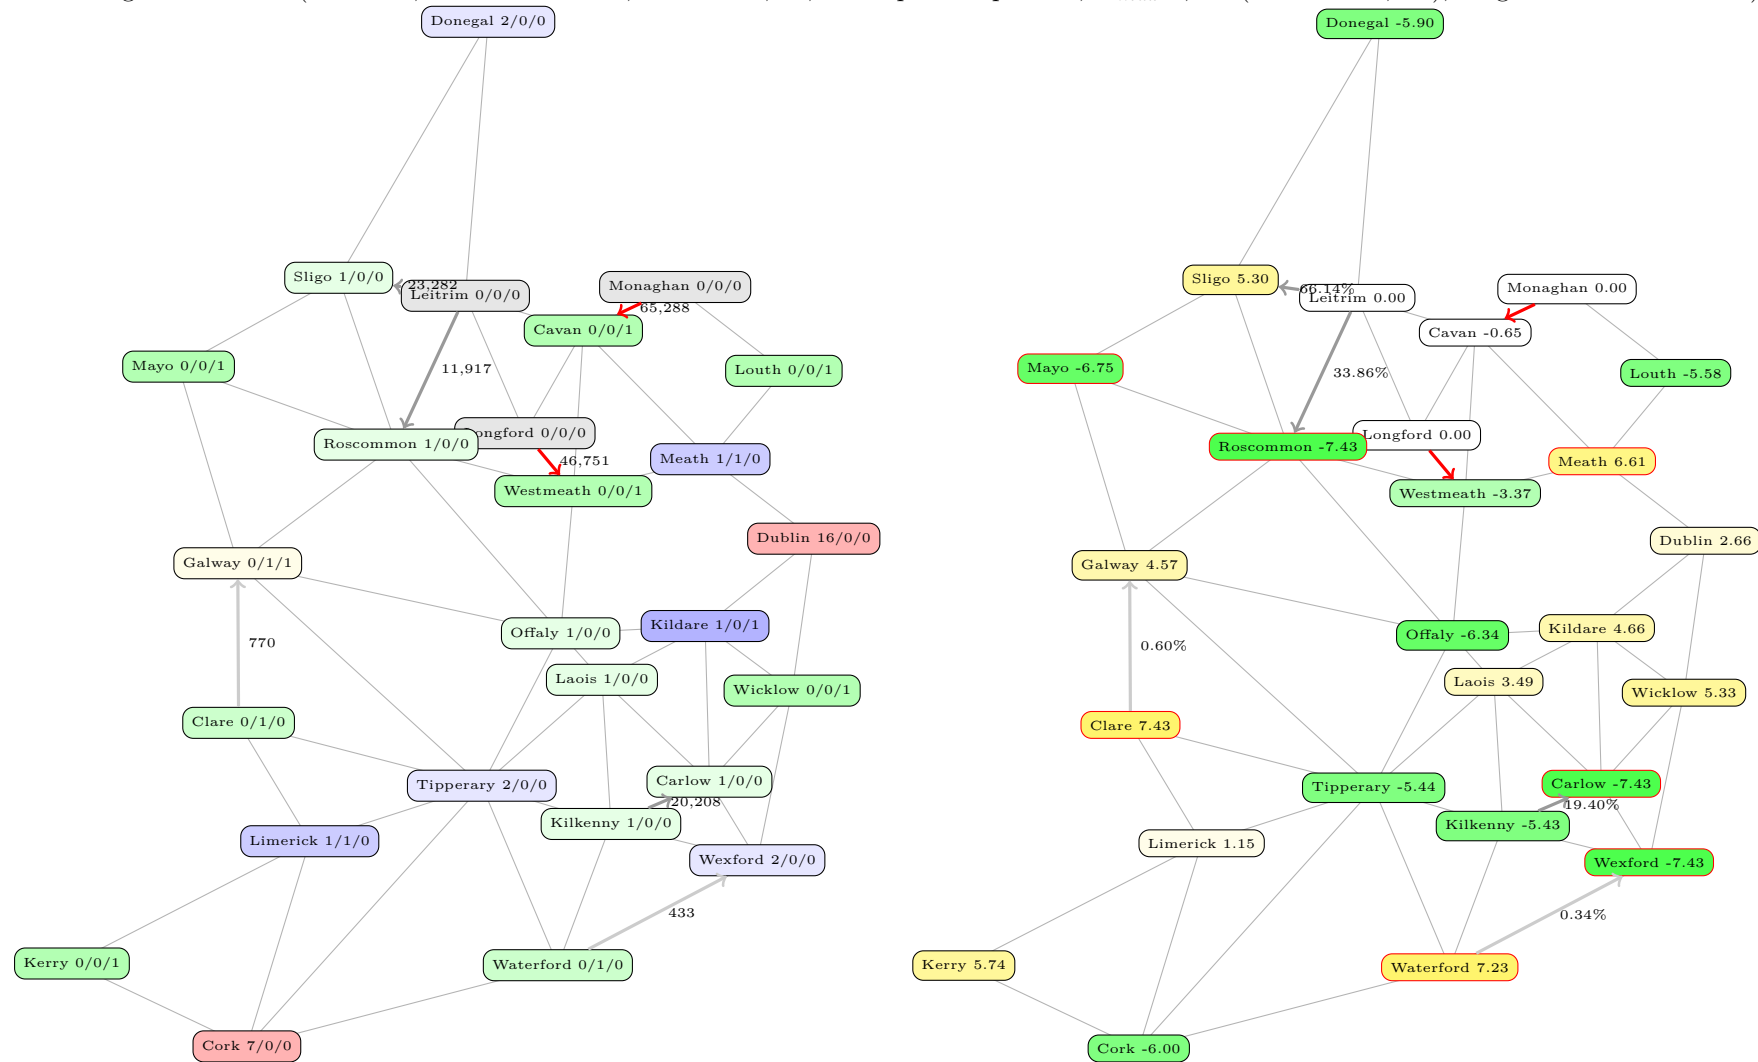 Donegal 2/0/0
Sligo 1/0/0
23,282
Leitrim 0/0/0
Monaghan 0/0/0
65,288
Cavan 0/0/1
Mayo 0/0/1
11,917
Louth 0/0/1
Roscommon 1/0/0
Longford 0/0/0
46,751
Meath 1/1/0
Westmeath 0/0/1
Dublin 16/0/0
Galway 0/1/1
770
Offaly 1/0/0
Kildare 1/0/1
Laois 1/0/0
Wicklow 0/0/1
Clare 0/1/0
Tipperary 2/0/0
Carlow 1/0/0
20,208
Kilkenny 1/0/0
Limerick 1/1/0
Wexford 2/0/0
433
Kerry 0/0/1
Waterford 0/1/0
Cork 7/0/0
Donegal -5.90
Sligo 5.30
66.14%
Leitrim 0.00
Monaghan 0.00
Cavan -0.65
Mayo -6.75
33.86%
Louth -5.58
Roscommon -7.43
Longford 0.00
Meath 6.61
Westmeath -3.37
Dublin 2.66
Galway 4.57
0.60%
Offaly -6.34
Kildare 4.66
Laois 3.49
Wicklow 5.33
Clare 7.43
Tipperary -5.44
Carlow -7.43
19.40%
Kilkenny -5.43
Limerick 1.15
Wexford -7.43
0.34%
Kerry 5.74
Waterford 7.23
Cork -6.00